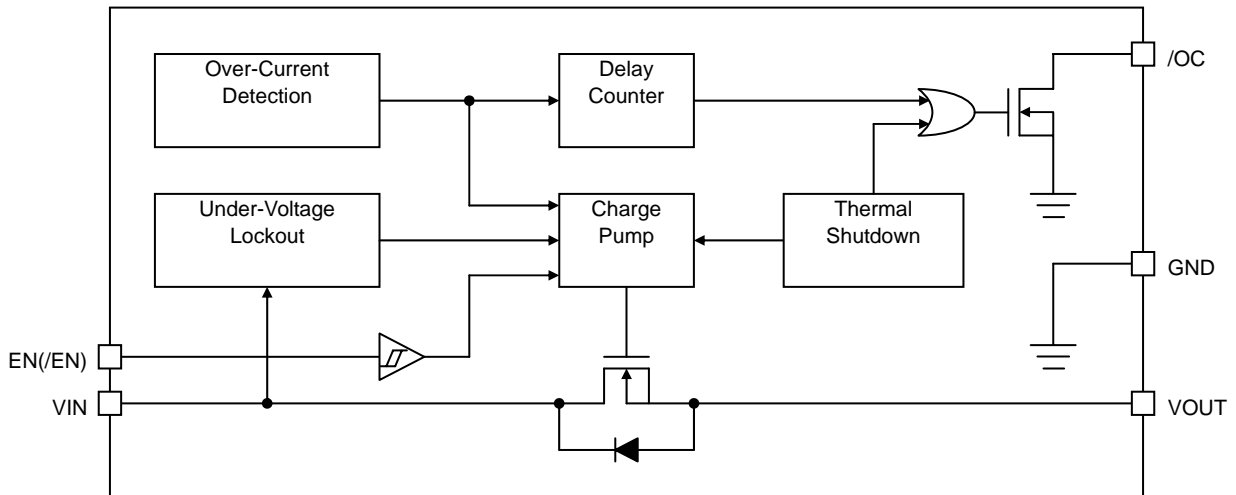 Over-Current
Detection
Delay
Counter
/OC
Under-Voltage
Lockout
Charge
Pump
Thermal
Shutdown
GND
EN(/EN)
VIN
VOUT